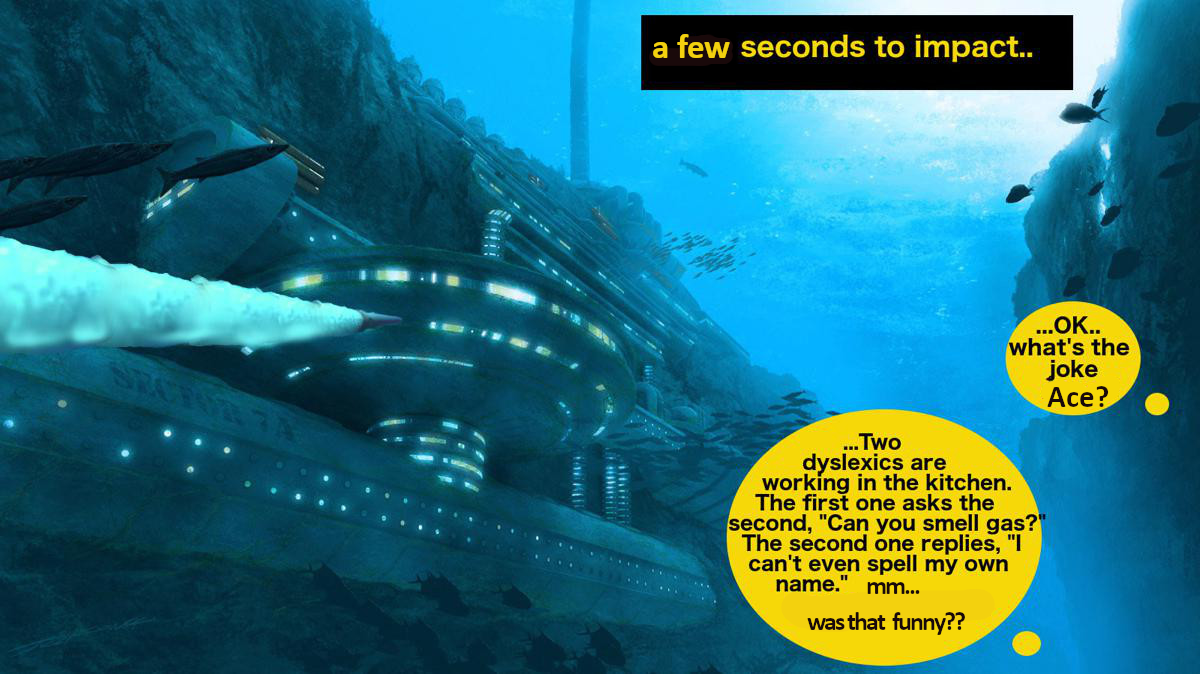 a few seconds to impact..
...OK..
what's the
joke
Ace?
...Two
dyslexics are
working in the kitchen.
The first one asks the
second, "Can you smell gas?"
The second one replies, "I
can't even spell my own
name." mm...
was that funny??